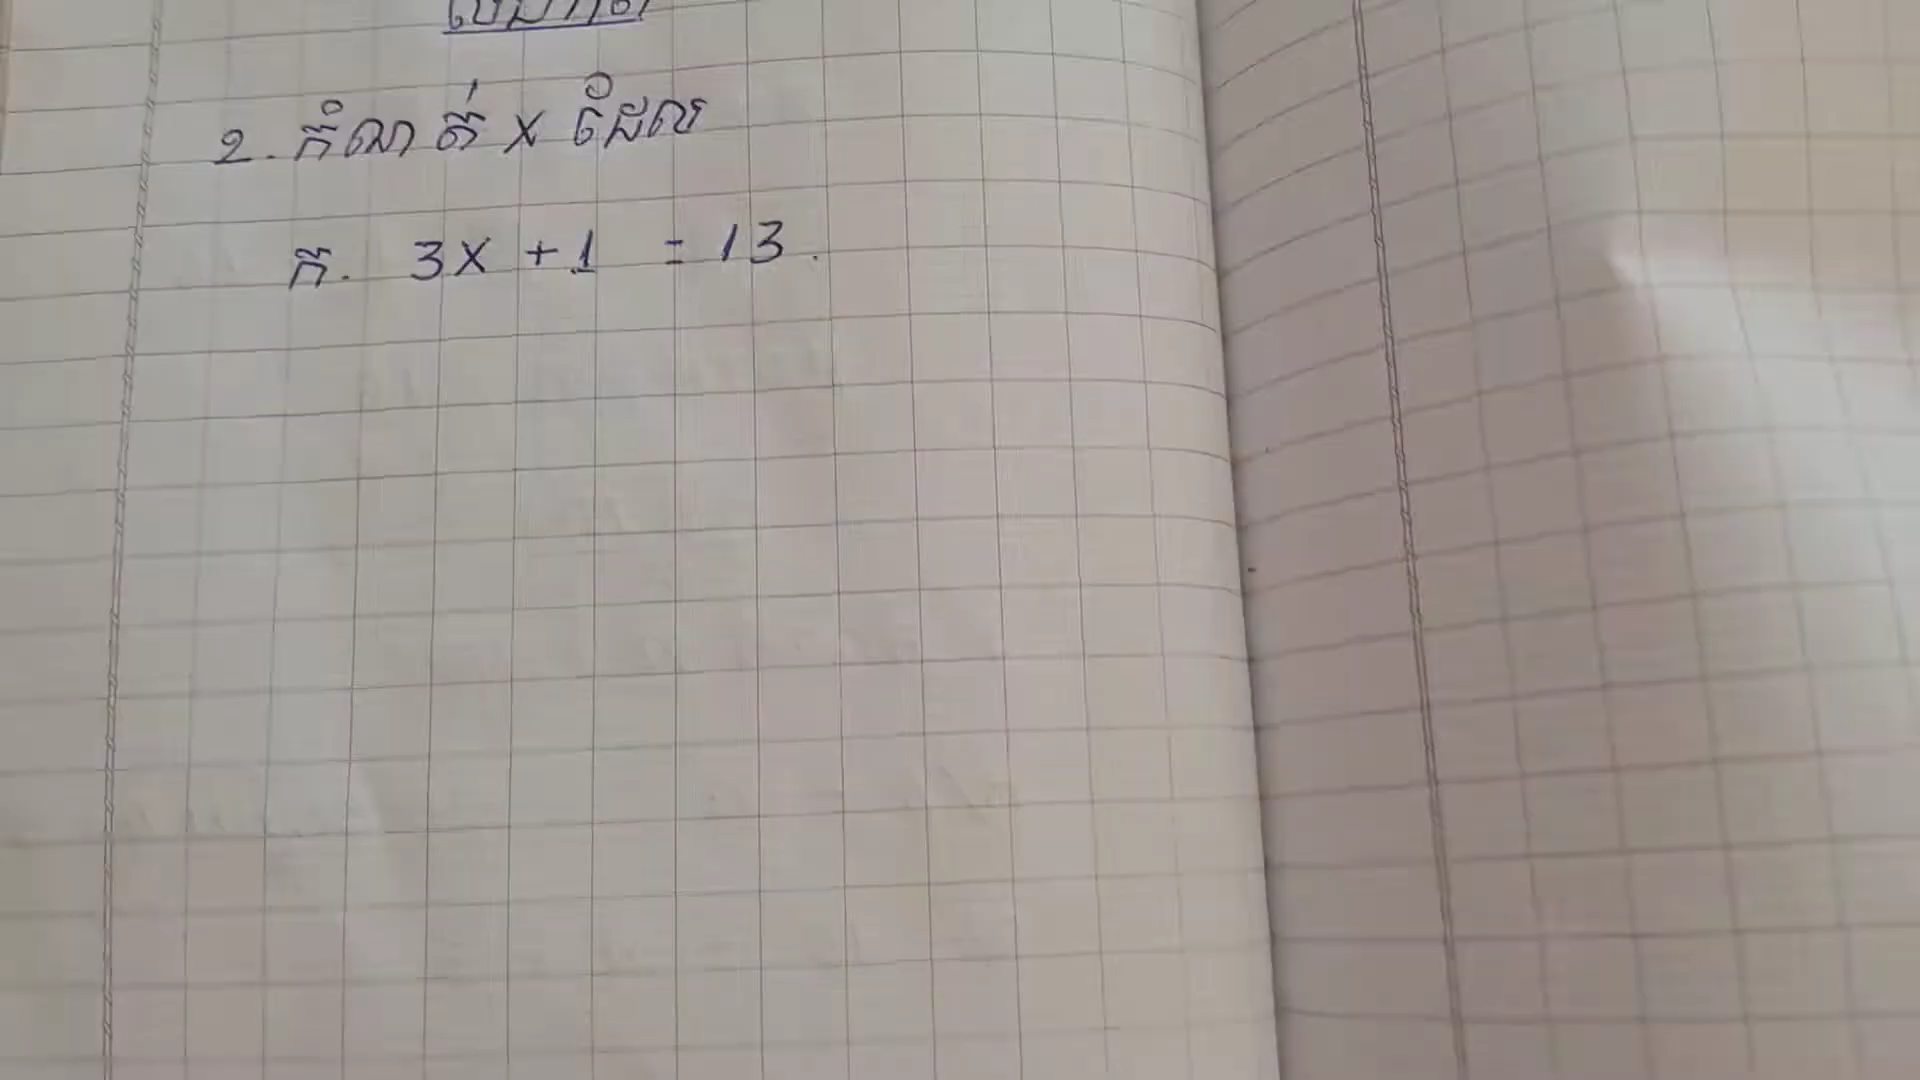 ២. កំណត់ x ដែល
ក. 3x + 1 = 13.